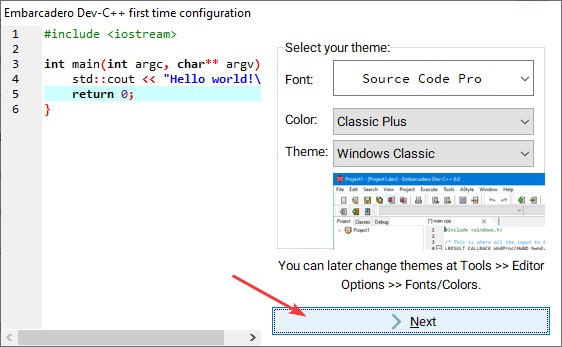 Embarcadero Dev-C++ first time configuration
1 #include <iostream>
2
3 int main(int argc, char** argv)
4 std::cout << "Hello world!\
5 return 0;
6 }
Select your theme:
Font: Source Code Pro
Color: Classic Plus
Theme: Windows Classic
Project1 - [Project1.dev] - Embarcadero Dev-C++ 6.0
File Edit Search View Project Execute Tools AStyle Window Help
Project Classes Debug
[*] main.cpp
Project1
1 #include <windows.h>
2
3 /* This is where all the input to
4 LRESULT CALLBACK WndProc(HWND hwnd,
You can later change themes at Tools >> Editor
Options >> Fonts/Colors.
Next